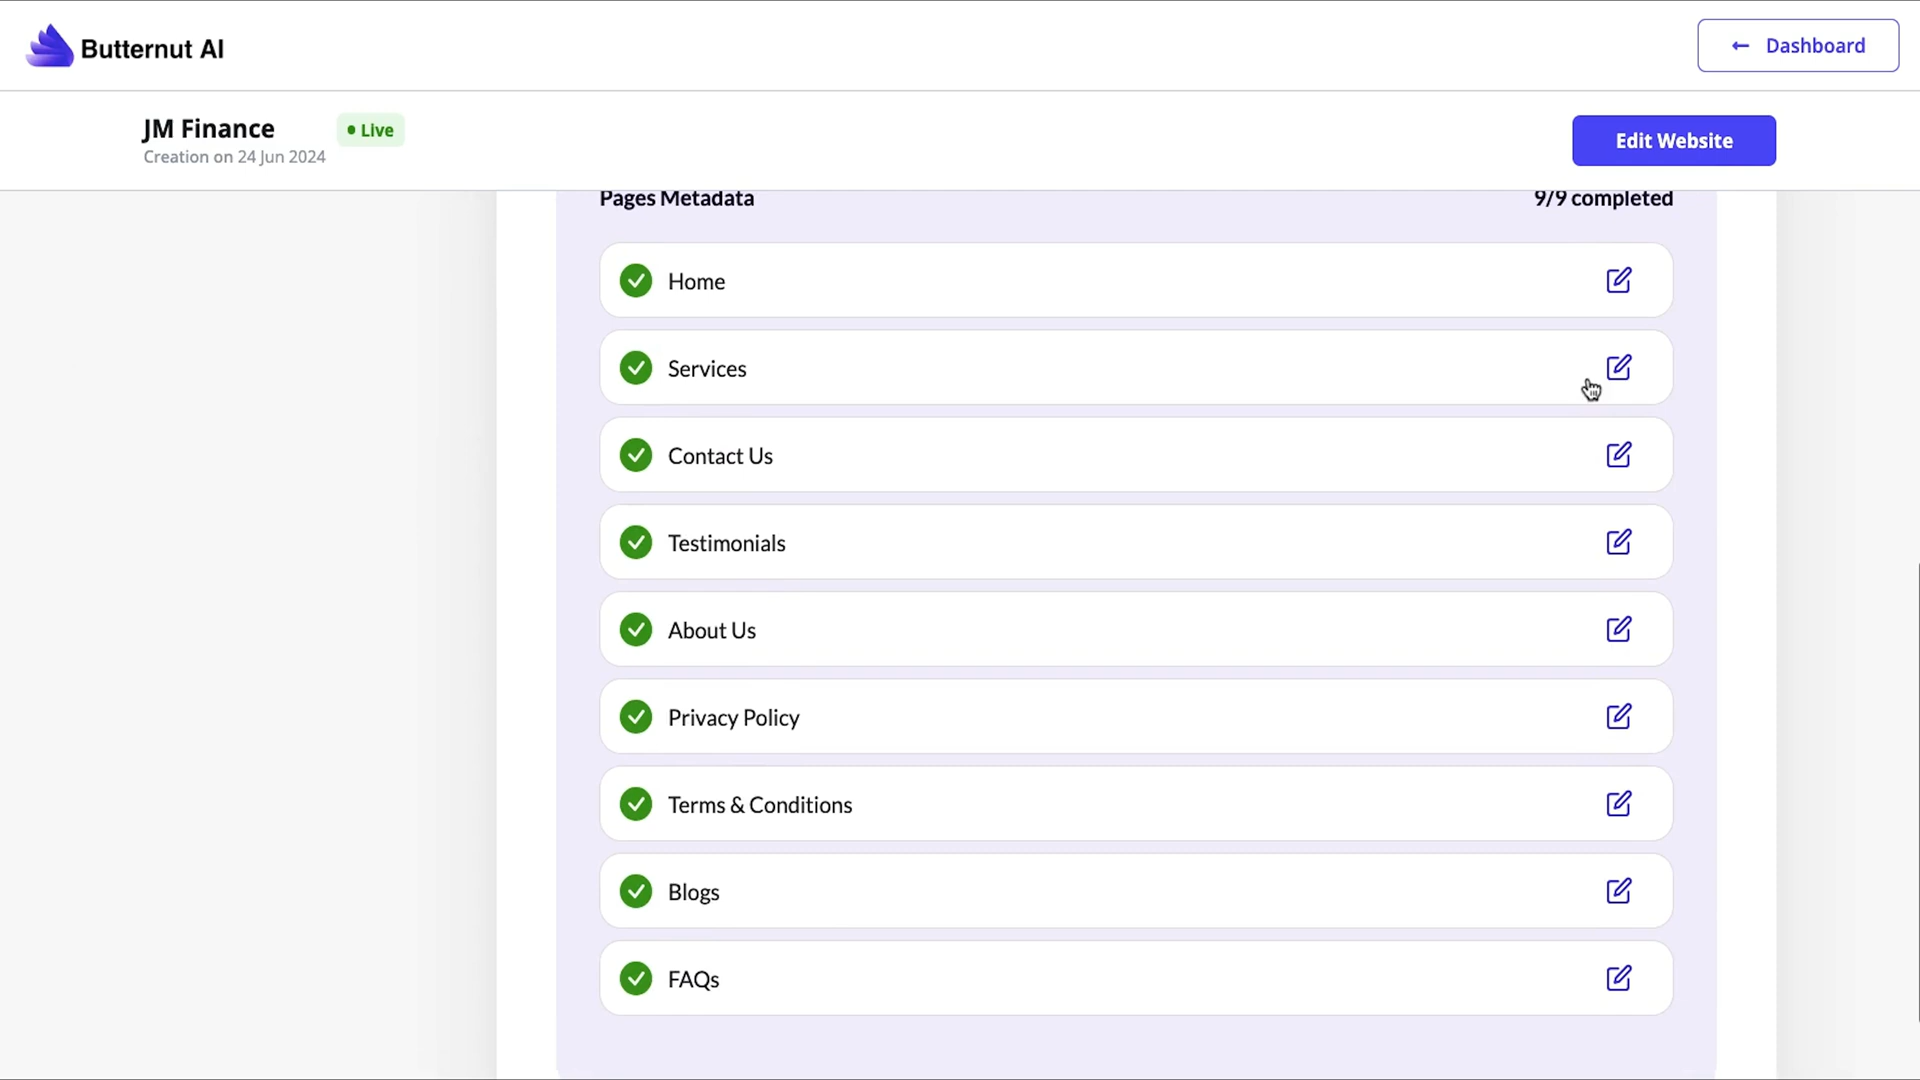 Butternut AI
← Dashboard
JM Finance
• Live
Creation on 24 Jun 2024
Edit Website
Pages Metadata
9/9 completed
Home
Services
Contact Us
Testimonials
About Us
Privacy Policy
Terms & Conditions
Blogs
FAQs